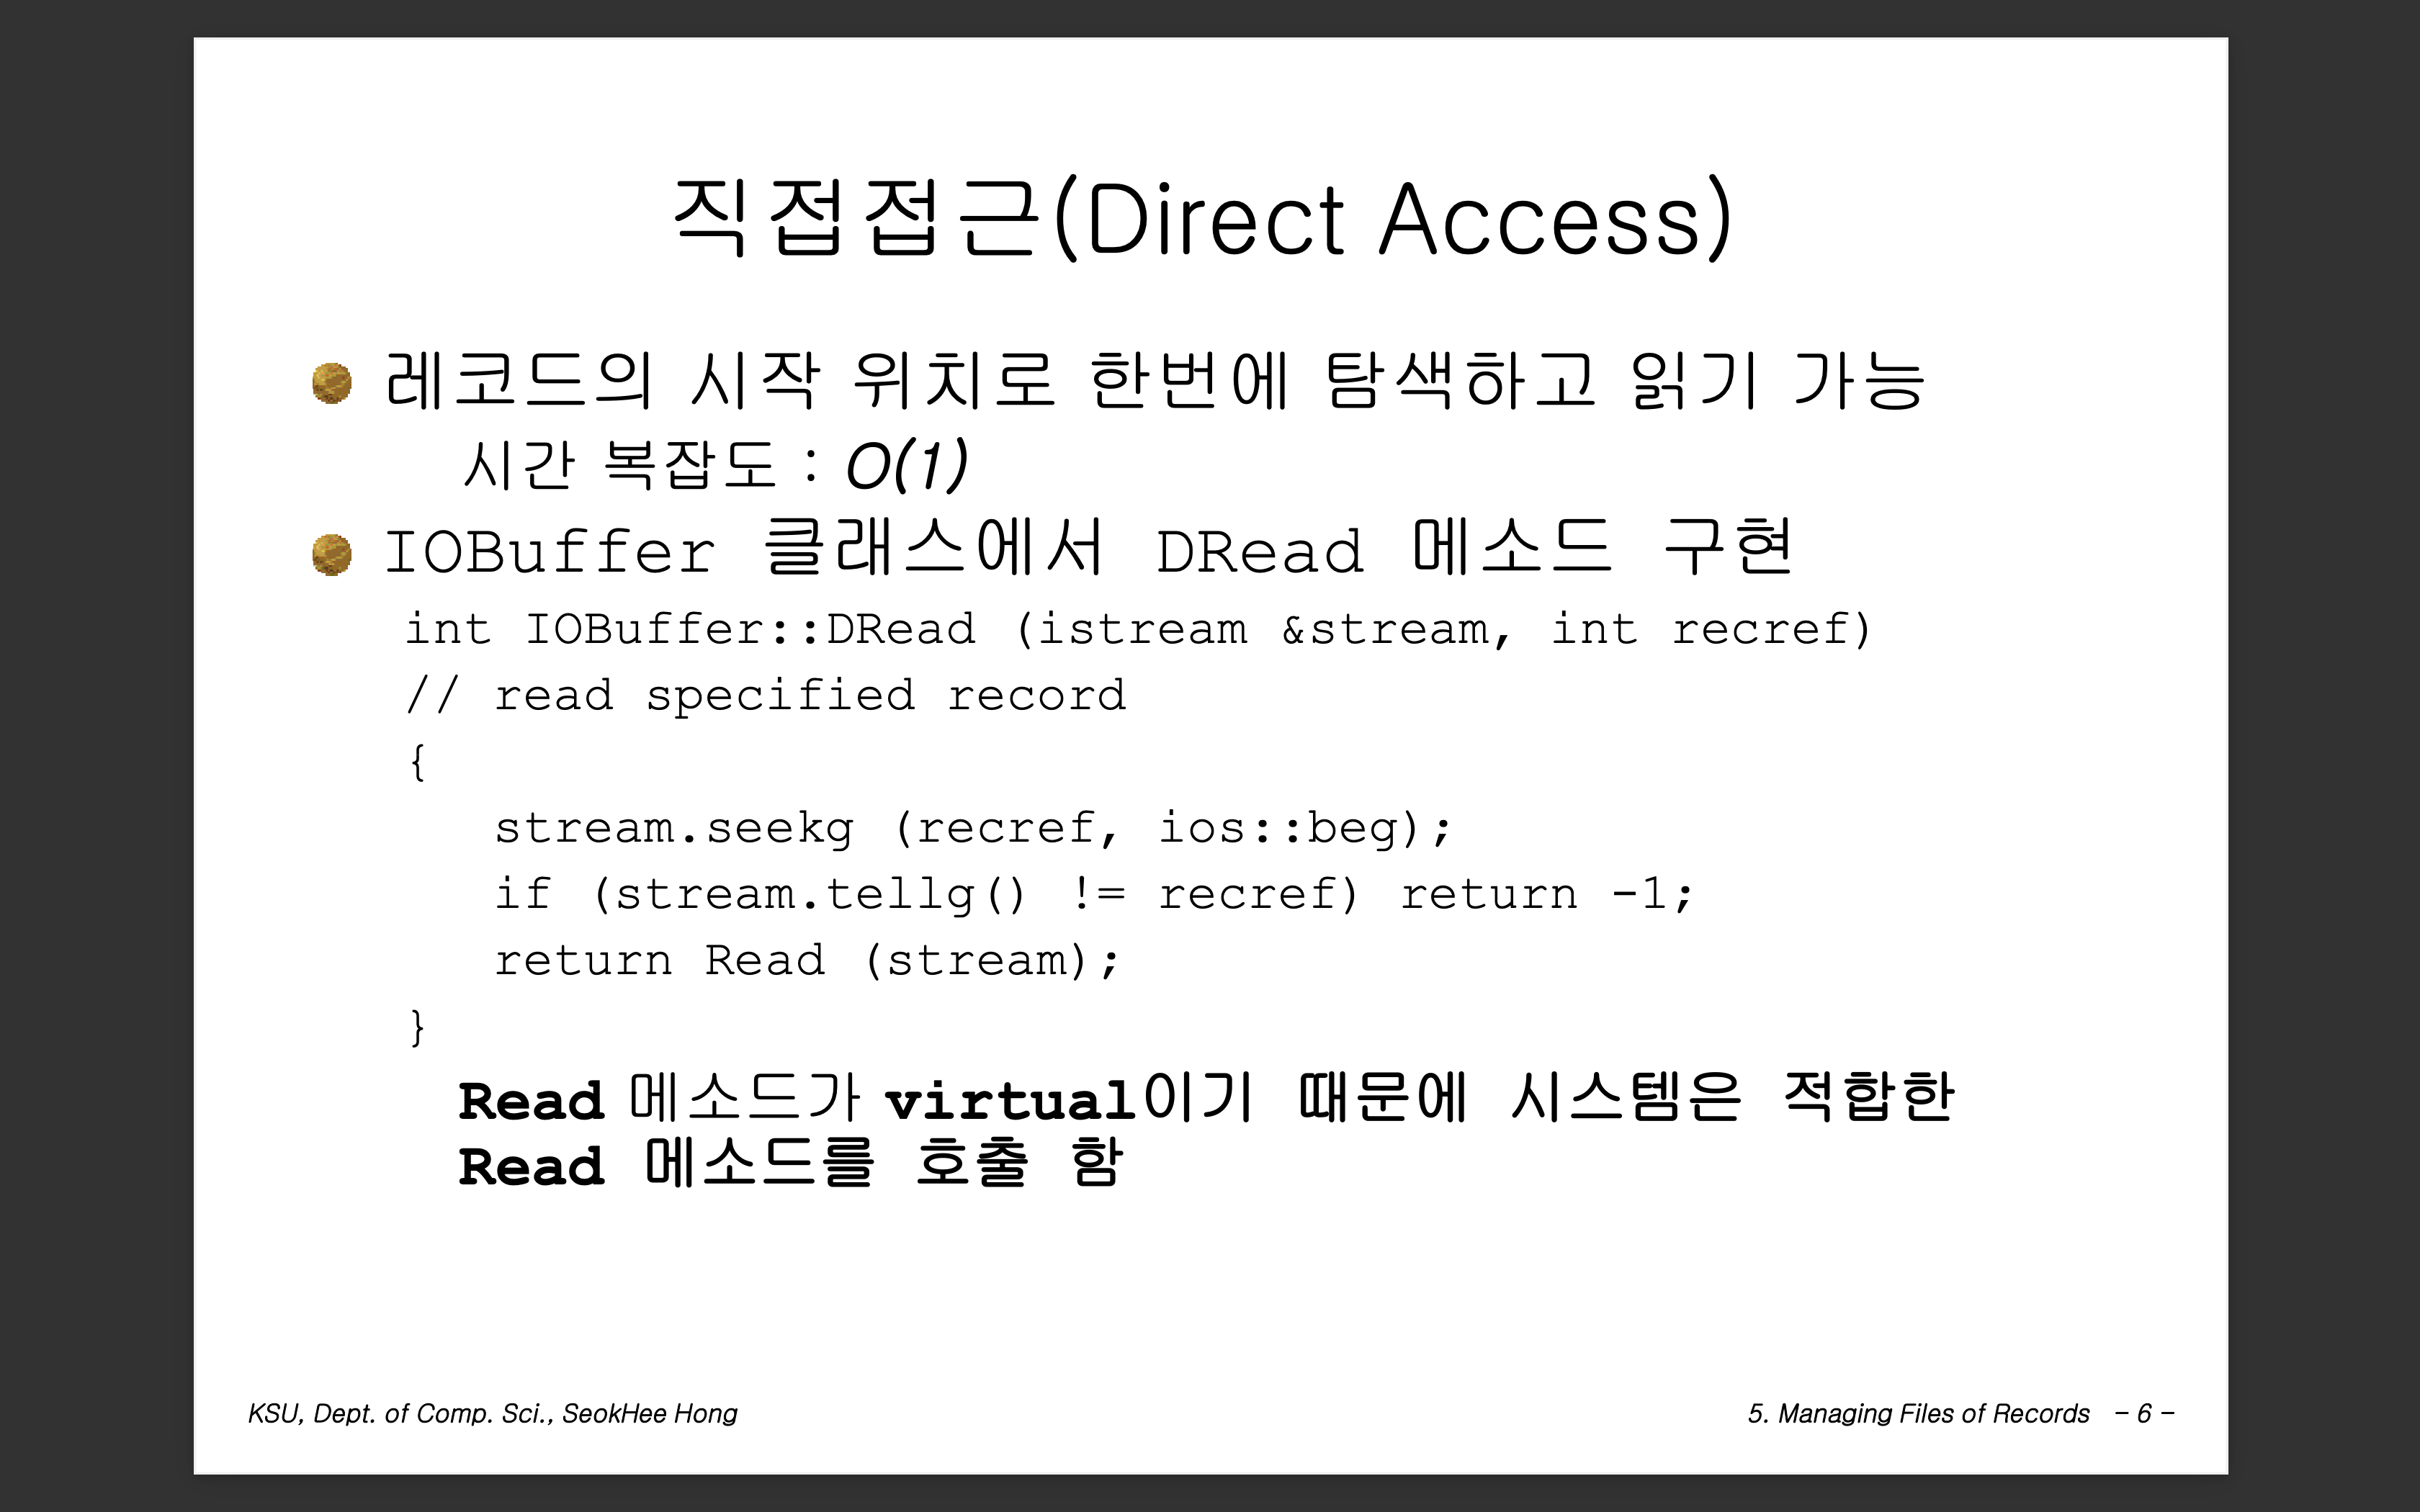 직접접근(Direct Access)
레코드의 시작 위치로 한번에 탐색하고 읽기 가능
시간 복잡도 : O(1)
IOBuffer 클래스에서 DRead 메소드 구현
int IOBuffer::DRead (istream &stream, int recref)
// read specified record
{
stream.seekg (recref, ios::beg);
if (stream.tellg() != recref) return -1;
return Read (stream);
}
Read 메소드가 virtual이기 때문에 시스템은 적합한
Read 메소드를 호출 함
KSU, Dept. of Comp. Sci., SeokHee Hong
5. Managing Files of Records - 6 -